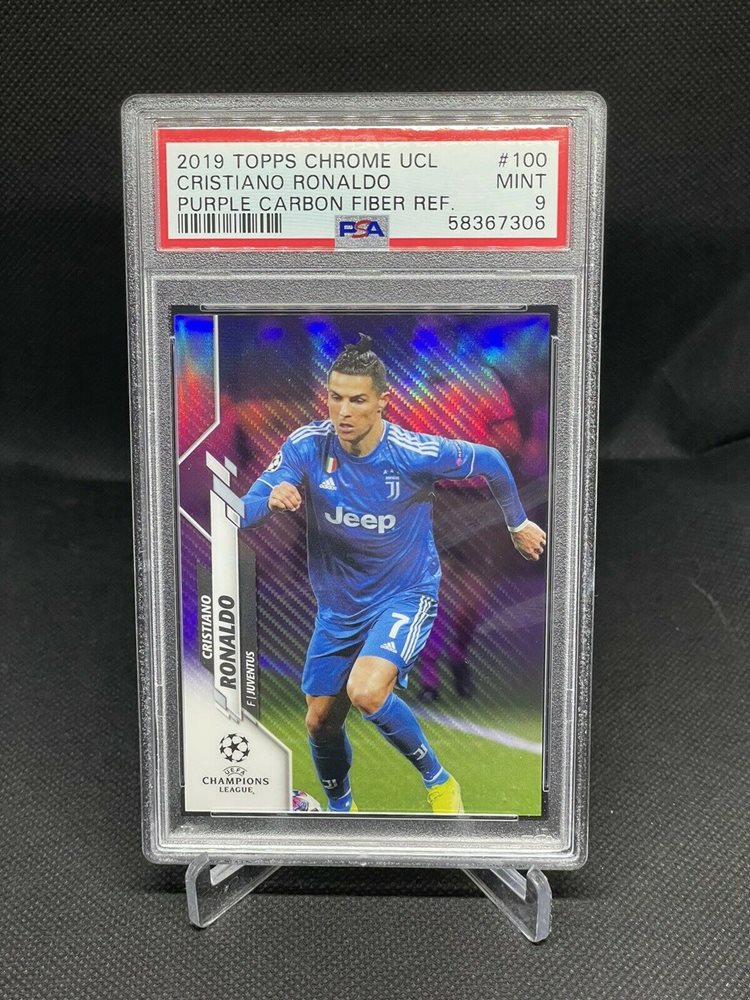 2019 TOPPS CHROME UCL #100
CRISTIANO RONALDO MINT
PURPLE CARBON FIBER REF. 9
PSA 58367306
Jeep
7
CRISTIANO
RONALDO
F | JUVENTUS
UEFA
CHAMPIONS
LEAGUE